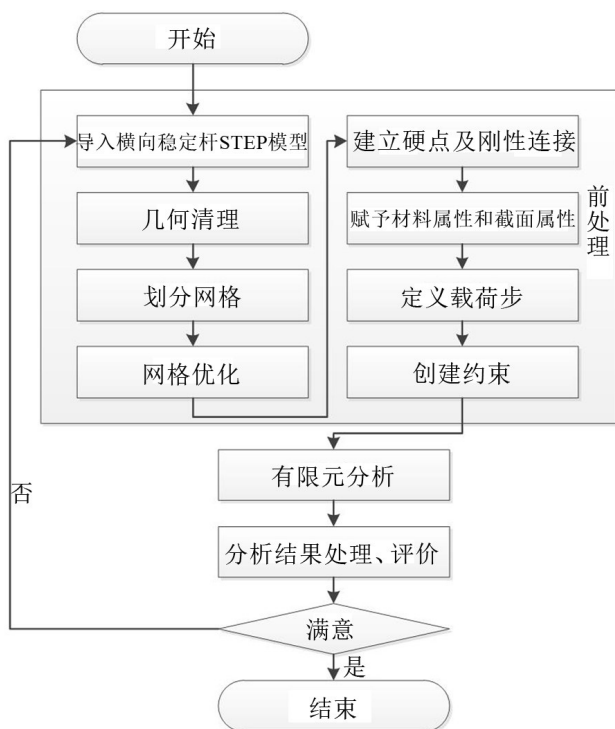 开始
导入横向稳定杆STEP模型
几何清理
划分网格
网格优化
建立硬点及刚性连接
赋予材料属性和截面属性
定义载荷步
创建约束
前处理
有限元分析
分析结果处理、评价
满意
否
是
结束